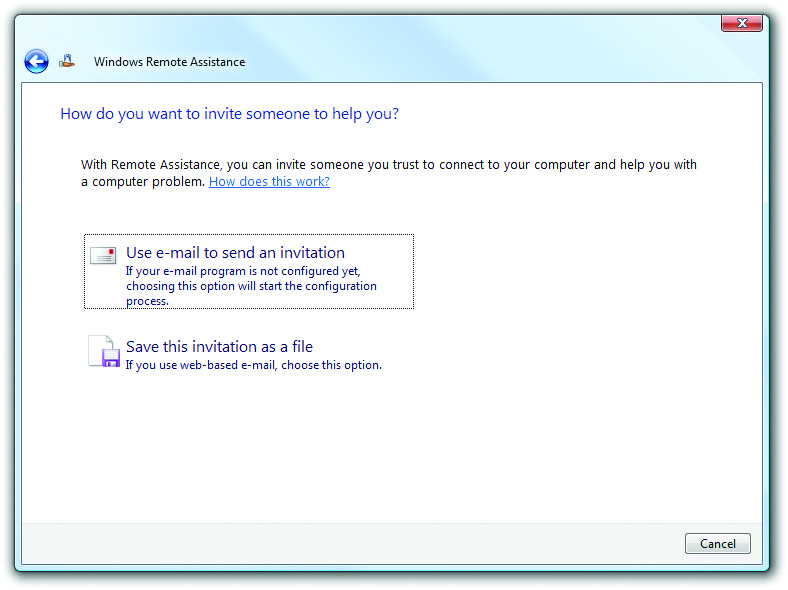 Windows Remote Assistance
How do you want to invite someone to help you?
With Remote Assistance, you can invite someone you trust to connect to your computer and help you with
a computer problem. How does this work?
Use e-mail to send an invitation
If your e-mail program is not configured yet,
choosing this option will start the configuration
process.
Save this invitation as a file
If you use web-based e-mail, choose this option.
Cancel